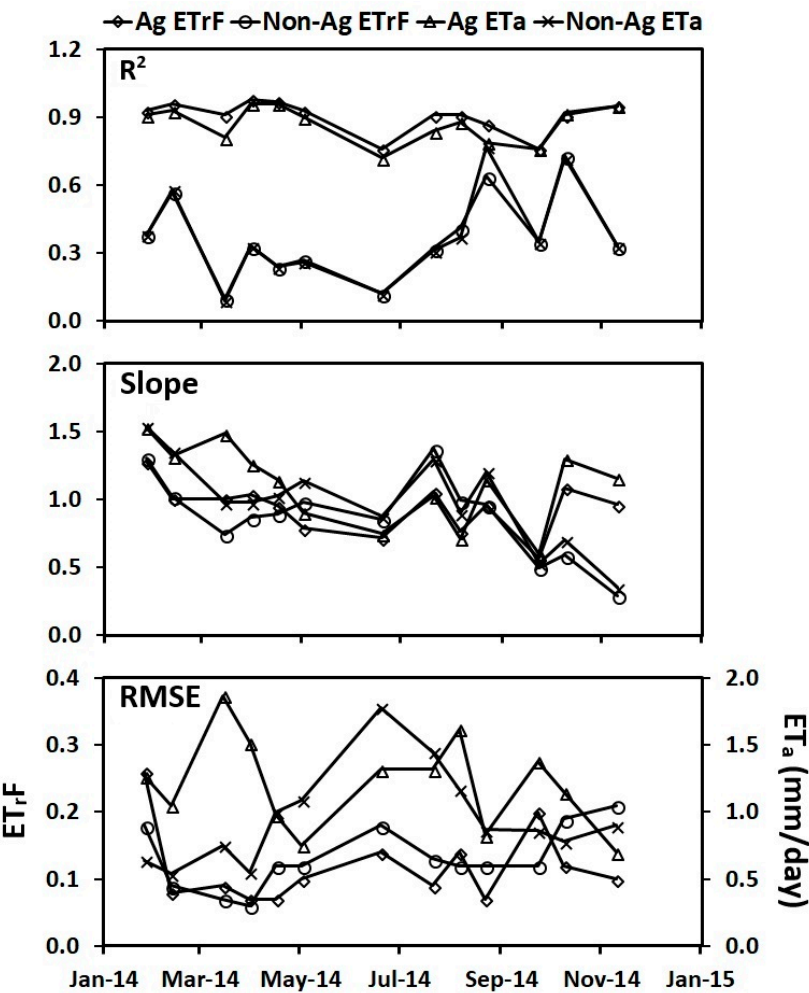 Ag ETrF Non-Ag ETrF Ag ETa Non-Ag ETa
R²
1.2
0.9
0.6
0.3
0.0
Slope
2.0
1.5
1.0
0.5
0.0
RMSE
0.4
0.3
0.2
0.1
0.0
ETrF
2.0
1.5
1.0
0.5
0.0
ETa (mm/day)
Jan-14 Mar-14 May-14 Jul-14 Sep-14 Nov-14 Jan-15